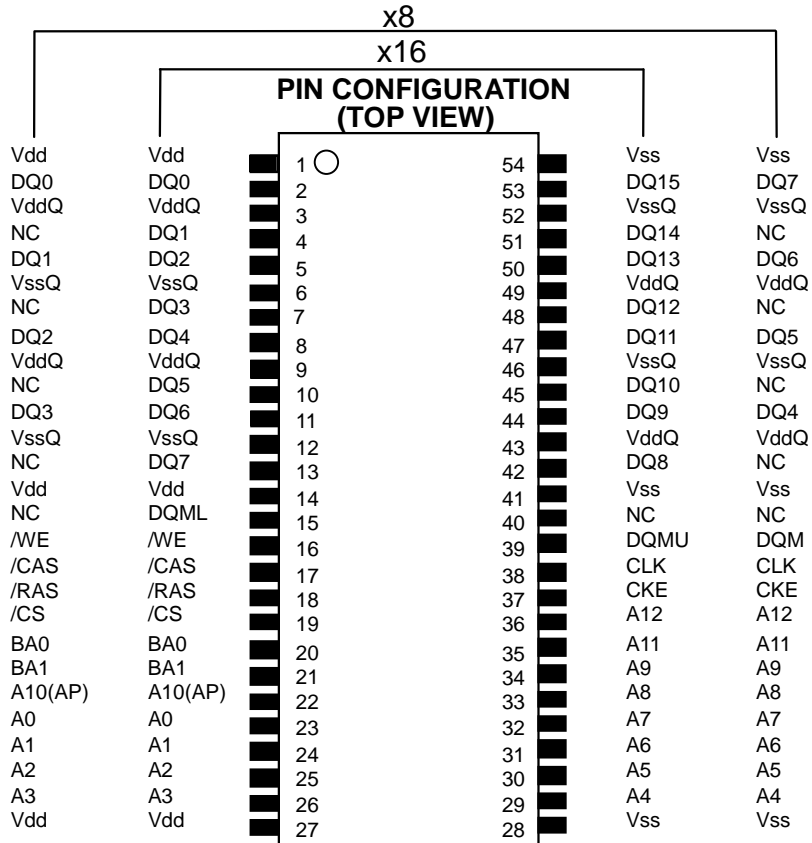 x8
x16
PIN CONFIGURATION
(TOP VIEW)
Vdd Vdd 1 54 Vss Vss
DQ0 DQ0 2 53 DQ15 DQ7
VddQ VddQ 3 52 VssQ VssQ
NC DQ1 4 51 DQ14 NC
DQ1 DQ2 5 50 DQ13 DQ6
VssQ VssQ 6 49 VddQ VddQ
NC DQ3 7 48 DQ12 NC
DQ2 DQ4 8 47 DQ11 DQ5
VddQ VddQ 9 46 VssQ VssQ
NC DQ5 10 45 DQ10 NC
DQ3 DQ6 11 44 DQ9 DQ4
VssQ VssQ 12 43 VddQ VddQ
NC DQ7 13 42 DQ8 NC
Vdd Vdd 14 41 Vss Vss
NC DQML 15 40 NC NC
/WE /WE 16 39 DQMU DQM
/CAS /CAS 17 38 CLK CLK
/RAS /RAS 18 37 CKE CKE
/CS /CS 19 36 A12 A12
BA0 BA0 20 35 A11 A11
BA1 BA1 21 34 A9 A9
A10(AP) A10(AP) 22 33 A8 A8
A0 A0 23 32 A7 A7
A1 A1 24 31 A6 A6
A2 A2 25 30 A5 A5
A3 A3 26 29 A4 A4
Vdd Vdd 27 28 Vss Vss